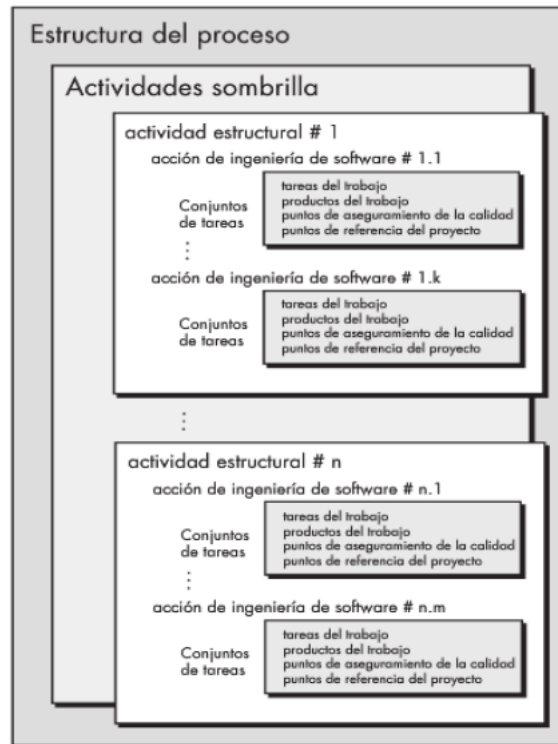 Estructura del proceso
Actividades sombrilla
actividad estructural # 1
acción de ingeniería de software # 1.1
Conjuntos
de tareas
tareas del trabajo
productos del trabajo
puntos de aseguramiento de la calidad
puntos de referencia del proyecto
acción de ingeniería de software # 1.k
Conjuntos
de tareas
tareas del trabajo
productos del trabajo
puntos de aseguramiento de la calidad
puntos de referencia del proyecto
actividad estructural # n
acción de ingeniería de software # n.1
Conjuntos
de tareas
tareas del trabajo
productos del trabajo
puntos de aseguramiento de la calidad
puntos de referencia del proyecto
acción de ingeniería de software # n.m
Conjuntos
de tareas
tareas del trabajo
productos del trabajo
puntos de aseguramiento de la calidad
puntos de referencia del proyecto